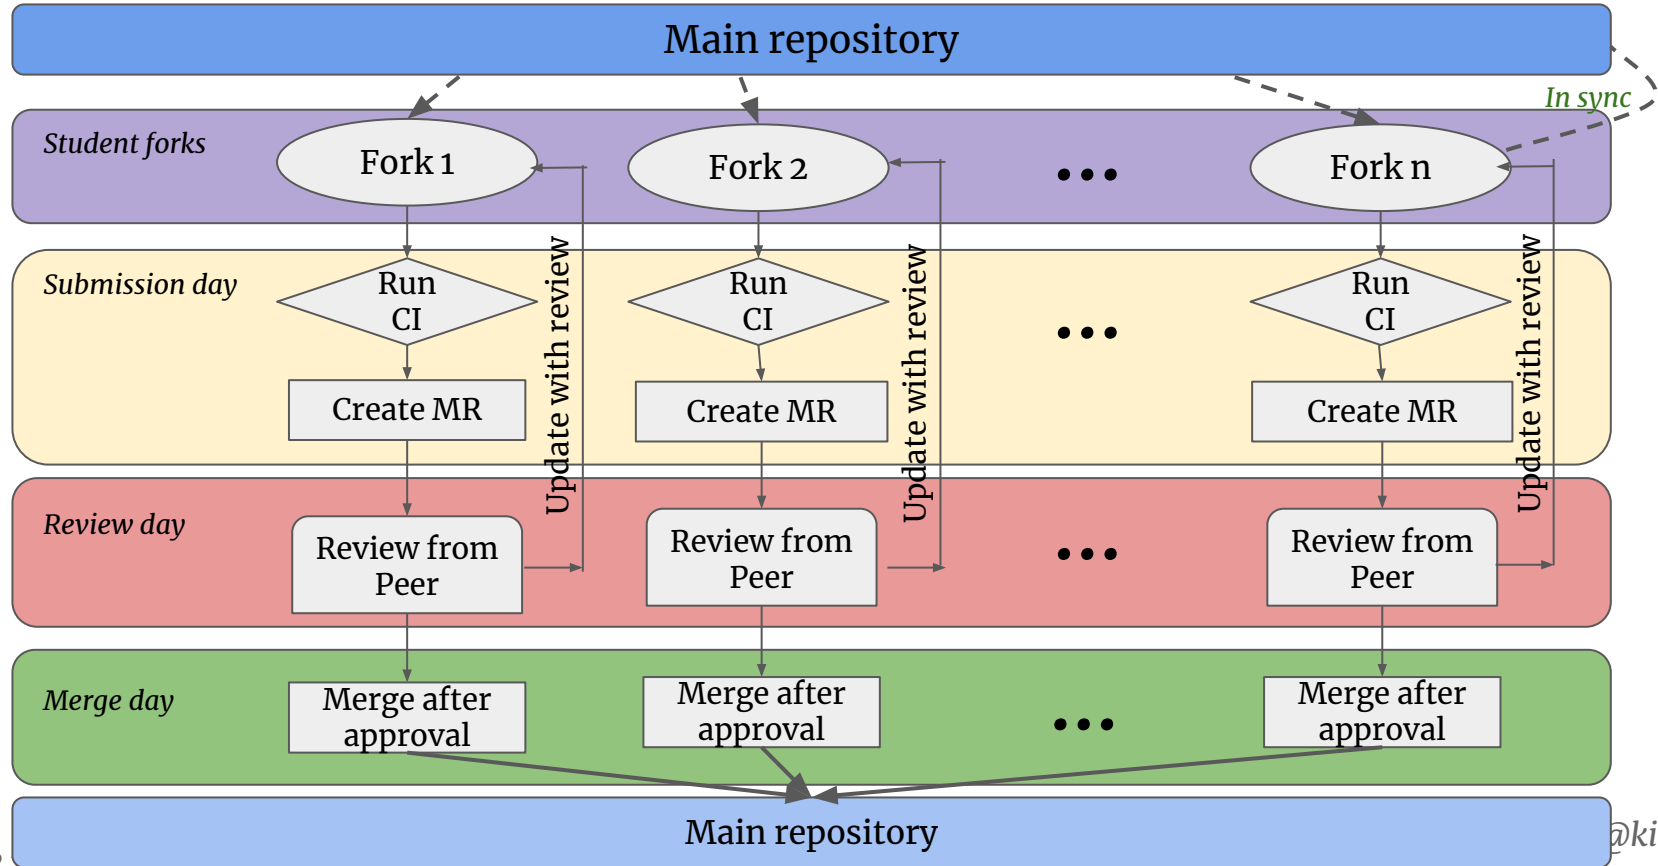 Main repository
In sync
Student forks
Fork 1
Fork 2
Fork n
Submission day
Run
CI
Run
CI
Run
CI
Create MR
Create MR
Create MR
Update with review
Update with review
Update with review
Review day
Review from
Peer
Review from
Peer
Review from
Peer
Merge day
Merge after
approval
Merge after
approval
Merge after
approval
Main repository
@ki